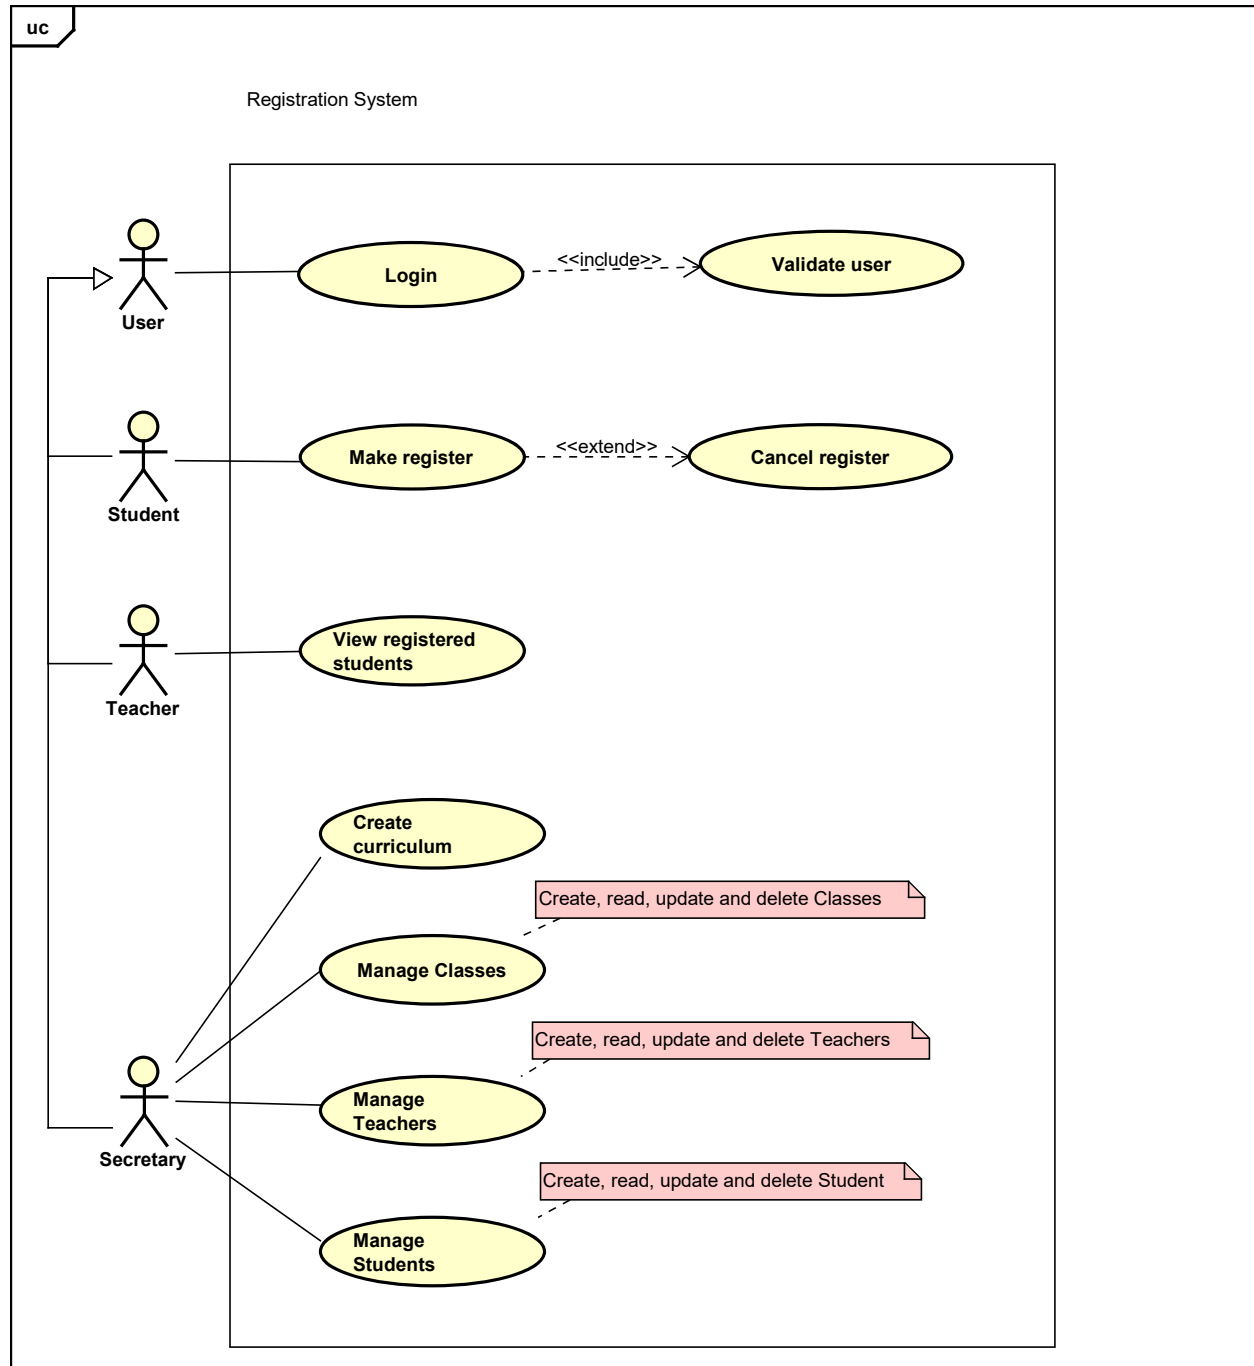 uc
Registration System
<<include>>
Login
Validate user
User
<<extend>>
Make register
Cancel register
Student
View registered
students
Teacher
Create
curriculum
Create, read, update and delete Classes
Manage Classes
Create, read, update and delete Teachers
Manage
Teachers
Secretary
Create, read, update and delete Student
Manage
Students